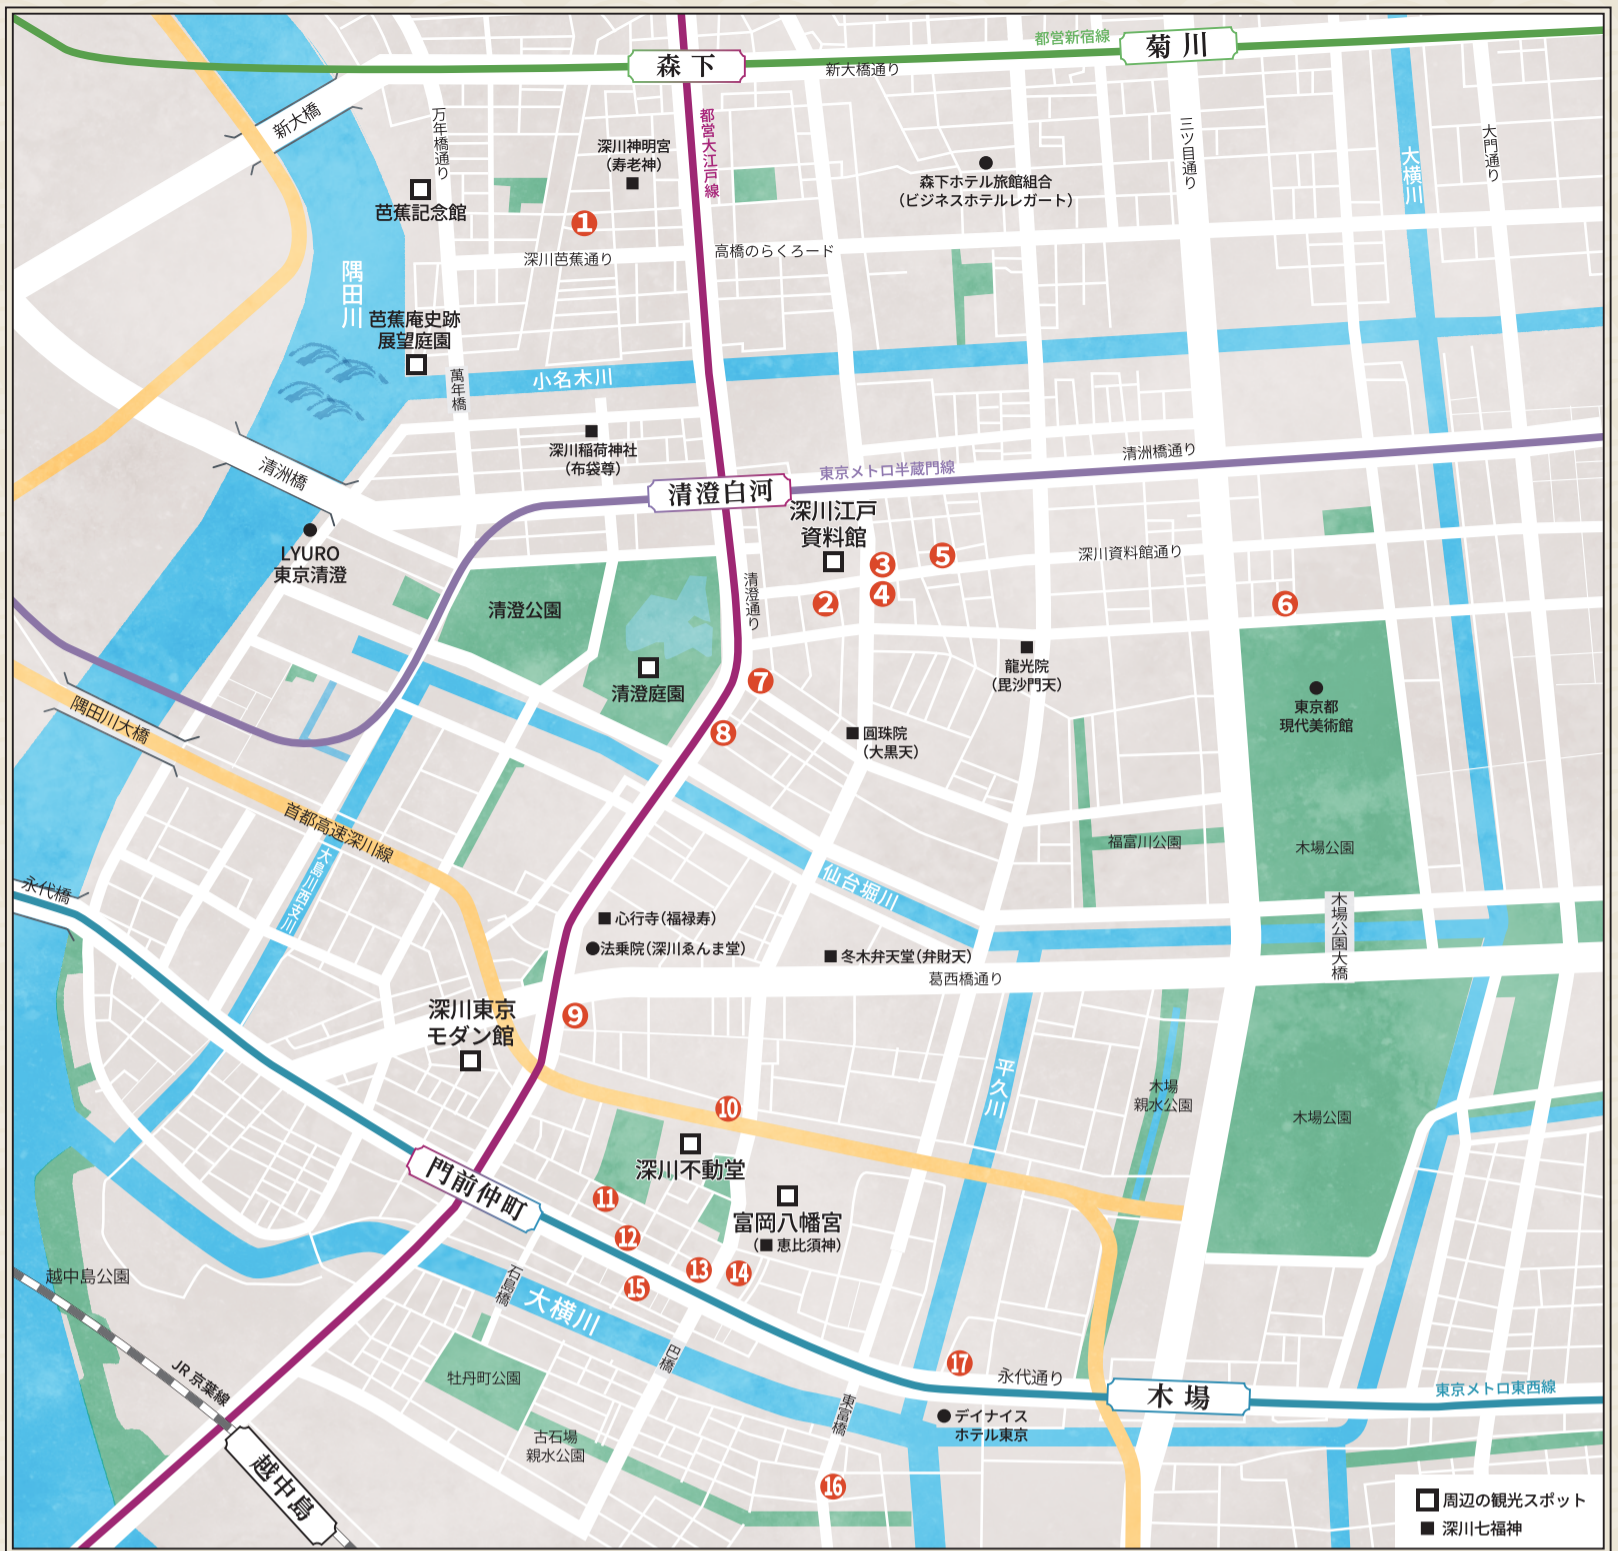 都営新宿線
菊川
森下
新大橋通り
新大橋
万年橋通り
都営大江戸線
深川神明宮
（寿老神）
三ツ目通り
大門通り
大横川
森下ホテル旅館組合
（ビジネスホテルレガート）
芭蕉記念館
1
深川芭蕉通り
高橋のらくろード
隅田川
芭蕉庵史跡
展望庭園
萬年橋
小名木川
深川稲荷神社
（布袋尊）
清洲橋
清洲橋通り
東京メトロ半蔵門線
清澄白河
深川江戸
資料館
LYURO
東京清澄
深川資料館通り
3
5
2
4
6
清澄通り
清澄公園
清澄庭園
龍光院
（毘沙門天）
7
8
圓珠院
（大黒天）
東京都
現代美術館
隅田川大橋
首都高速深川線
大島川西支川
福富川公園
木場公園
仙台堀川
永代橋
心行寺（福禄寿）
法乗院（深川ゑんま堂）
冬木弁天堂（弁財天）
葛西橋通り
木場公園大橋
深川東京
モダン館
9
平久川
木場
親水公園
木場公園
10
深川不動堂
門前仲町
11
富岡八幡宮
（■恵比須神）
12
13
14
15
越中島公園
石島橋
大横川
巴橋
JR京葉線
牡丹町公園
17
永代通り
木場
東京メトロ東西線
東富橋
デイナイス
ホテル東京
古石場
親水公園
越中島
16
周辺の観光スポット
深川七福神